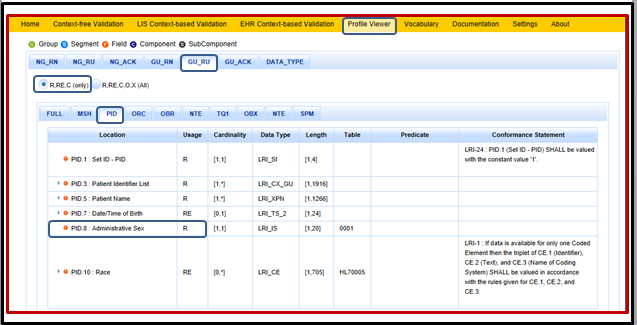 Home Context-free Validation LIS Context-based Validation EHR Context-based Validation Profile Viewer Vocabulary Documentation Settings About
G Group S Segment F Field C Component S SubComponent
NG_RN NG_RU NG_ACK GU_RN GU_RU GU_ACK DATA_TYPE
R,RE,C (only) R,RE,C,O,X (All)
FULL MSH PID ORC OBR NTE TQ1 OBX NTE SPM
Location Usage Cardinality Data Type Length Table Predicate Conformance Statement
LRI-24 : PID.1 (Set ID - PID) SHALL be valued
PID.1 : Set ID - PID R [1,1] LRI_SI [1,4]
with the constant value '1'.
PID.3 : Patient Identifier List R [1,*] LRI_CX_GU [1,1916]
PID.5 : Patient Name R [1,*] LRI_XPN [1,1266]
PID.7 : Date/Time of Birth RE [0,1] LRI_TS_2 [1,24]
PID.8 : Administrative Sex R [1,1] LRI_IS [1,20] 0001
LRI-1 : If data is available for only one Coded
Element then the triplet of CE.1 (Identifier),
CE.2 (Text), and CE.3 (Name of Coding
PID.10 : Race RE [0,*] LRI_CE [1,705] HL70005
System) SHALL be valued in accordance
with the rules given for CE.1, CE.2, and
CE.3.